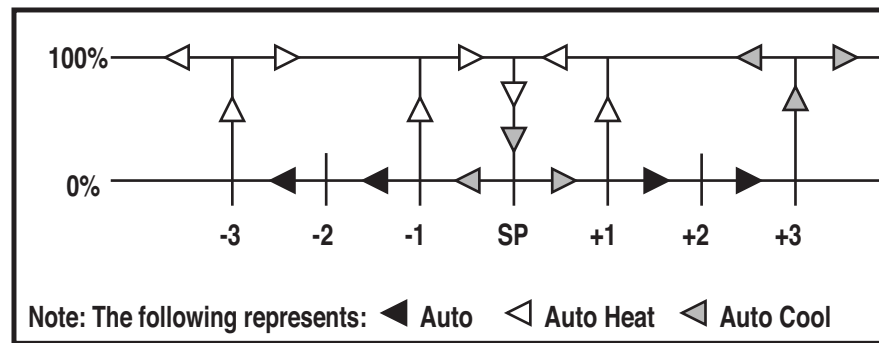 100%
0%
-3 -2 -1 SP +1 +2 +3
Note: The following represents: Auto Auto Heat Auto Cool